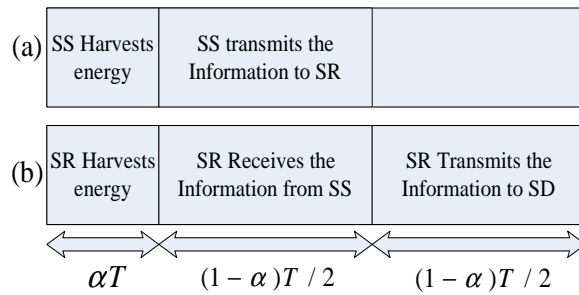 (a)
SS Harvests
energy
SS transmits the
Information to SR
(b)
SR Harvests
energy
SR Receives the
Information from SS
SR Transmits the
Information to SD
αT
(1 − α)T / 2
(1 − α)T / 2